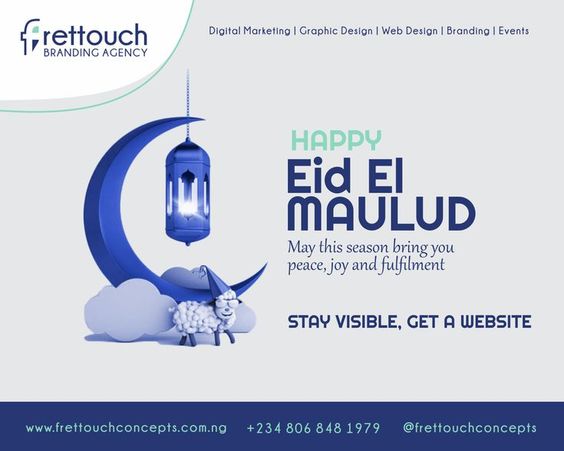 frettouch
BRANDING AGENCY
Digital Marketing | Graphic Design | Web Design | Branding | Events
HAPPY
Eid El
MAULUD
May this season bring you
peace, joy and fulfilment
STAY VISIBLE, GET A WEBSITE
www.frettouchconcepts.com.ng +234 806 848 1979 @frettouchconcepts